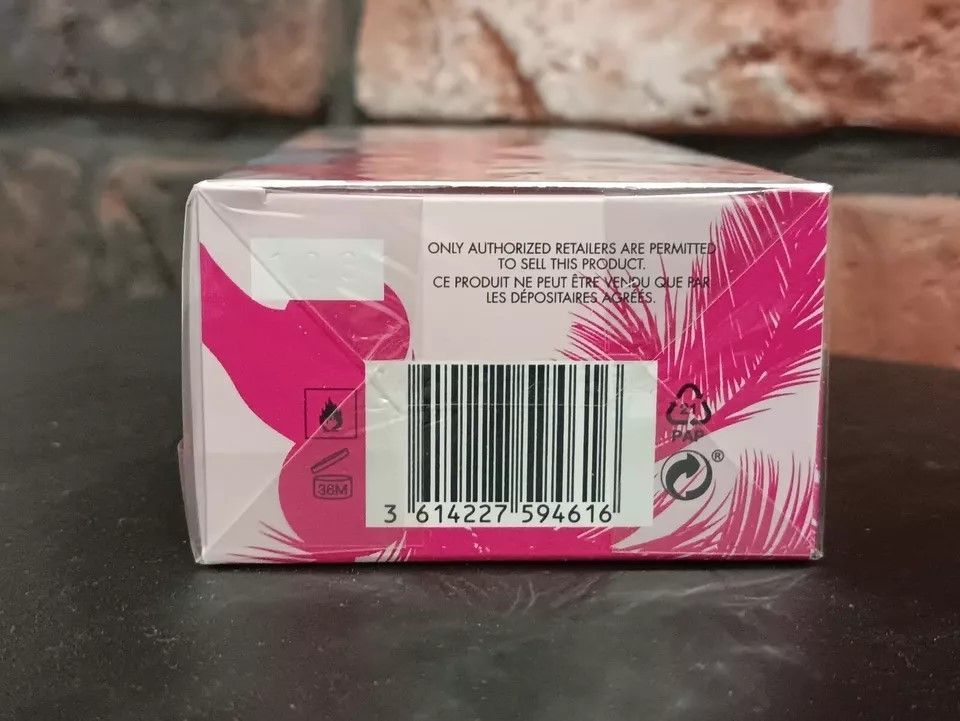 ONLY AUTHORIZED RETAILERS ARE PERMITTED
TO SELL THIS PRODUCT.
CE PRODUIT NE PEUT ÊTRE VENDU QUE PAR
LES DÉPOSITAIRES AGRÉÉS.
21
PAP
®
36M
3 614227 594616